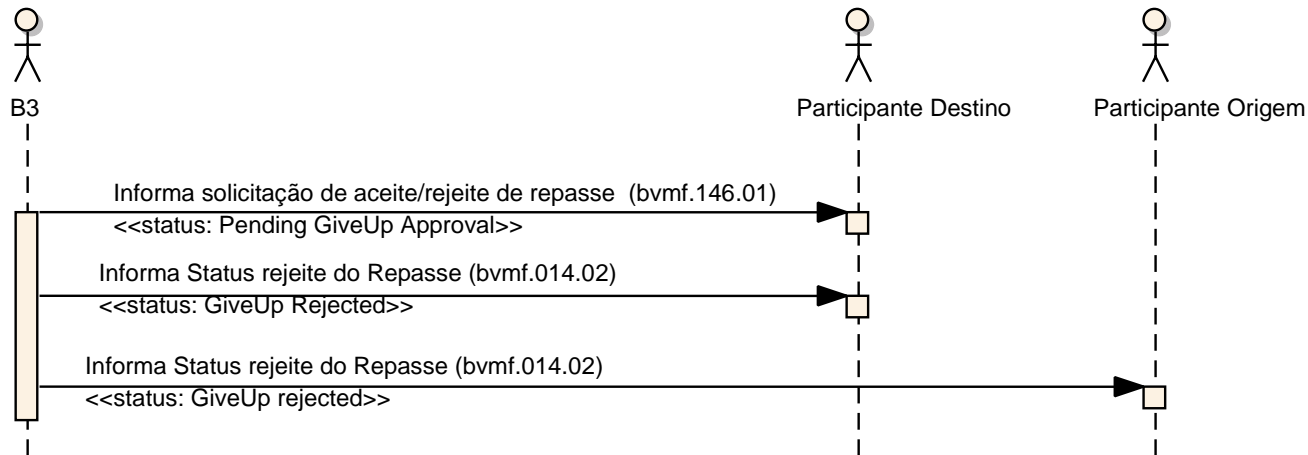 B3
Participante Destino
Participante Origem
Informa solicitação de aceite/rejeite de repasse (bvmf.146.01)
<<status: Pending GiveUp Approval>>
Informa Status rejeite do Repasse (bvmf.014.02)
<<status: GiveUp Rejected>>
Informa Status rejeite do Repasse (bvmf.014.02)
<<status: GiveUp rejected>>